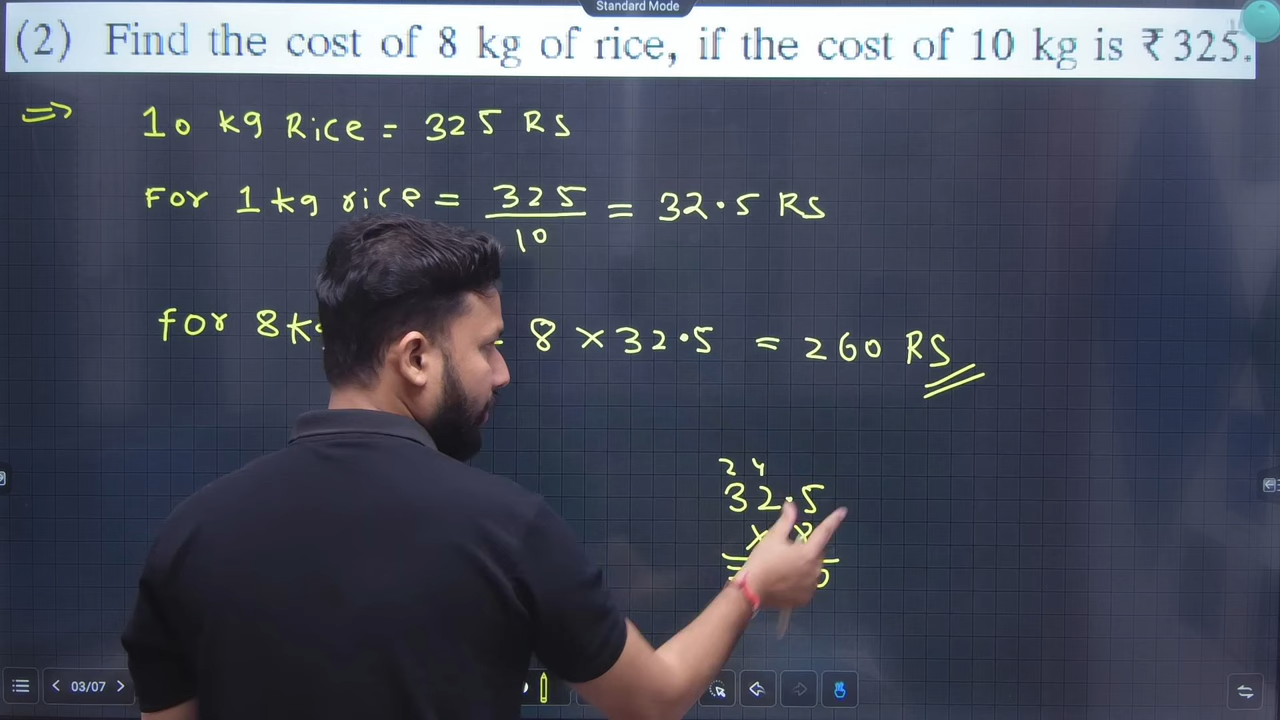 Standard Mode
(2) Find the cost of 8 kg of rice, if the cost of 10 kg is ₹ 325.
=> 10 kg Rice = 325 RS
For 1 kg rice = 325/10 = 32.5 RS
For 8 k 8 × 32.5 = 260 RS
2 4
32.5
×
0
03/07